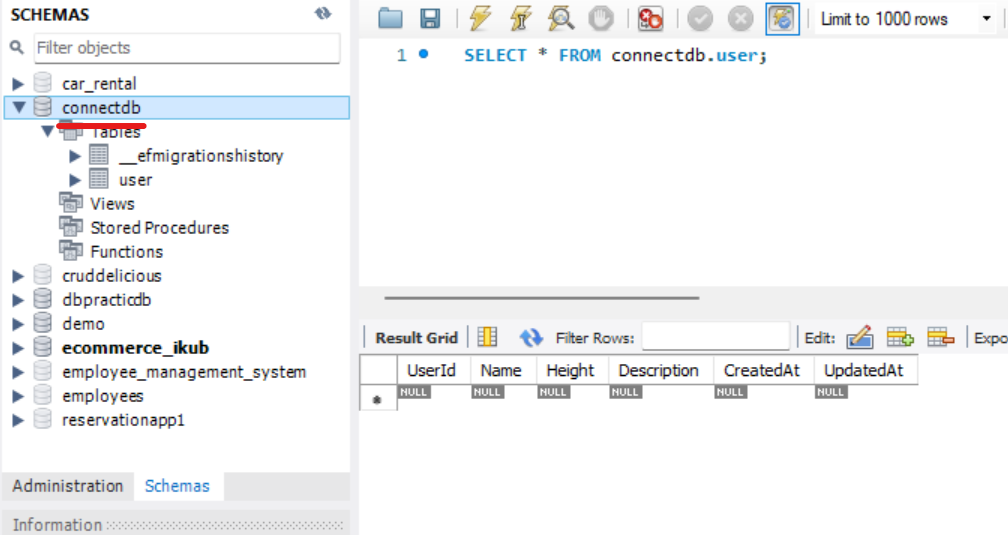 SCHEMAS
Filter objects
car_rental
connectdb
Tables
__efmigrationshistory
user
Views
Stored Procedures
Functions
cruddelicious
dbpracticdb
demo
ecommerce_ikub
employee_management_system
employees
reservationapp1
Administration Schemas
Information
Limit to 1000 rows
1 SELECT * FROM connectdb.user;
Result Grid Filter Rows: Edit: Expo
UserId Name Height Description CreatedAt UpdatedAt
NULL NULL NULL NULL NULL NULL